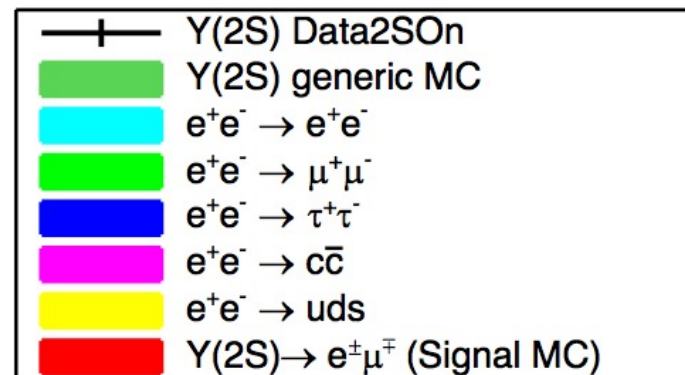 Y(2S) Data2SOn
Y(2S) generic MC
e⁺e⁻ → e⁺e⁻
e⁺e⁻ → μ⁺μ⁻
e⁺e⁻ → τ⁺τ⁻
e⁺e⁻ → cc̅
e⁺e⁻ → uds
Y(2S)→ e±μ∓ (Signal MC)